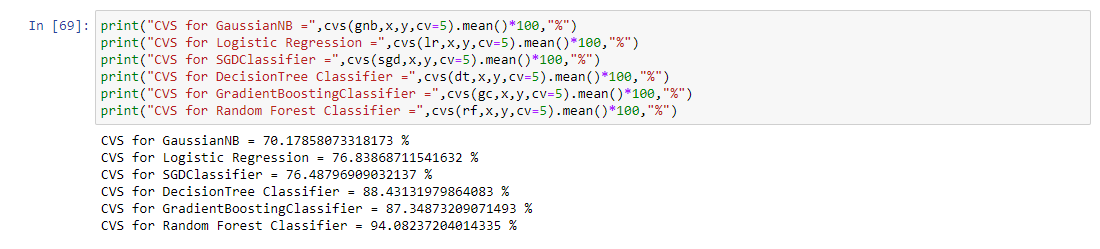 In [69]: print("CVS for GaussianNB =",cvs(gnb,x,y,cv=5).mean()*100,"%")
print("CVS for Logistic Regression =",cvs(lr,x,y,cv=5).mean()*100,"%")
print("CVS for SGDClassifier =",cvs(sgd,x,y,cv=5).mean()*100,"%")
print("CVS for DecisionTree Classifier =",cvs(dt,x,y,cv=5).mean()*100,"%")
print("CVS for GradientBoostingClassifier =",cvs(gc,x,y,cv=5).mean()*100,"%")
print("CVS for Random Forest Classifier =",cvs(rf,x,y,cv=5).mean()*100,"%")
CVS for GaussianNB = 70.17858073318173 %
CVS for Logistic Regression = 76.83868711541632 %
CVS for SGDClassifier = 76.48796909032137 %
CVS for DecisionTree Classifier = 88.43131979864083 %
CVS for GradientBoostingClassifier = 87.34873209071493 %
CVS for Random Forest Classifier = 94.08237204014335 %